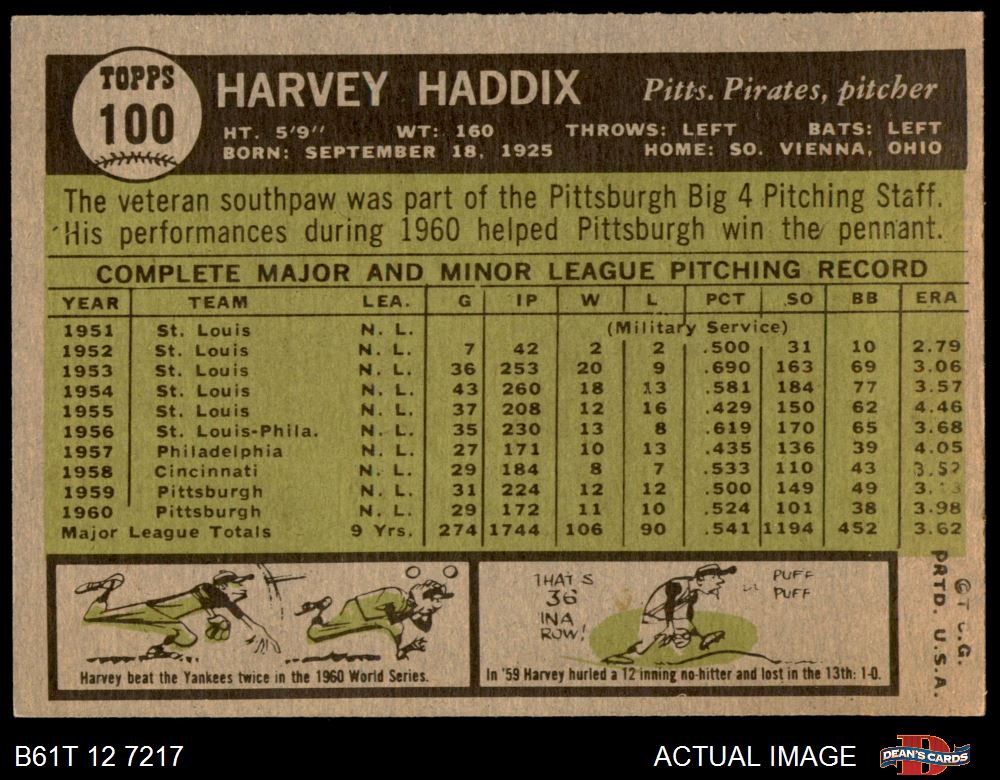 TOPPS
100
HARVEY HADDIX Pitts. Pirates, pitcher
HT. 5'9" WT: 160 THROWS: LEFT BATS: LEFT
BORN: SEPTEMBER 18, 1925 HOME: SO. VIENNA, OHIO
The veteran southpaw was part of the Pittsburgh Big 4 Pitching Staff.
His performances during 1960 helped Pittsburgh win the pennant.
COMPLETE MAJOR AND MINOR LEAGUE PITCHING RECORD
YEAR TEAM LEA. G IP W L PCT SO BB ERA
1951 St. Louis N. L. (Military Service)
1952 St. Louis N. L. 7 42 2 2 .500 31 10 2.79
1953 St. Louis N. L. 36 253 20 9 .690 163 69 3.06
1954 St. Louis N. L. 43 260 18 13 .581 184 77 3.57
1955 St. Louis N. L. 37 208 12 16 .429 150 62 4.46
1956 St. Louis-Phila. N. L. 35 230 13 8 .619 170 65 3.68
1957 Philadelphia N. L. 27 171 10 13 .435 136 39 4.05
1958 Cincinnati N. L. 29 184 8 7 .533 110 43 3.52
1959 Pittsburgh N. L. 31 224 12 12 .500 149 49
1960 Pittsburgh N. L. 29 172 11 10 .524 101 38 3.98
Major League Totals 9 Yrs. 274 1744 106 90 .541 1194 452 3.62
Harvey beat the Yankees twice in the 1960 World Series.
THAT'S
36
IN A
ROW!
PUFF
PUFF
In '59 Harvey hurled a 12 inning no-hitter and lost in the 13th: 1-0.
© T.C.G.
PRTD. U.S.A.
B61T 12 7217
ACTUAL IMAGE
DEAN'S CARDS